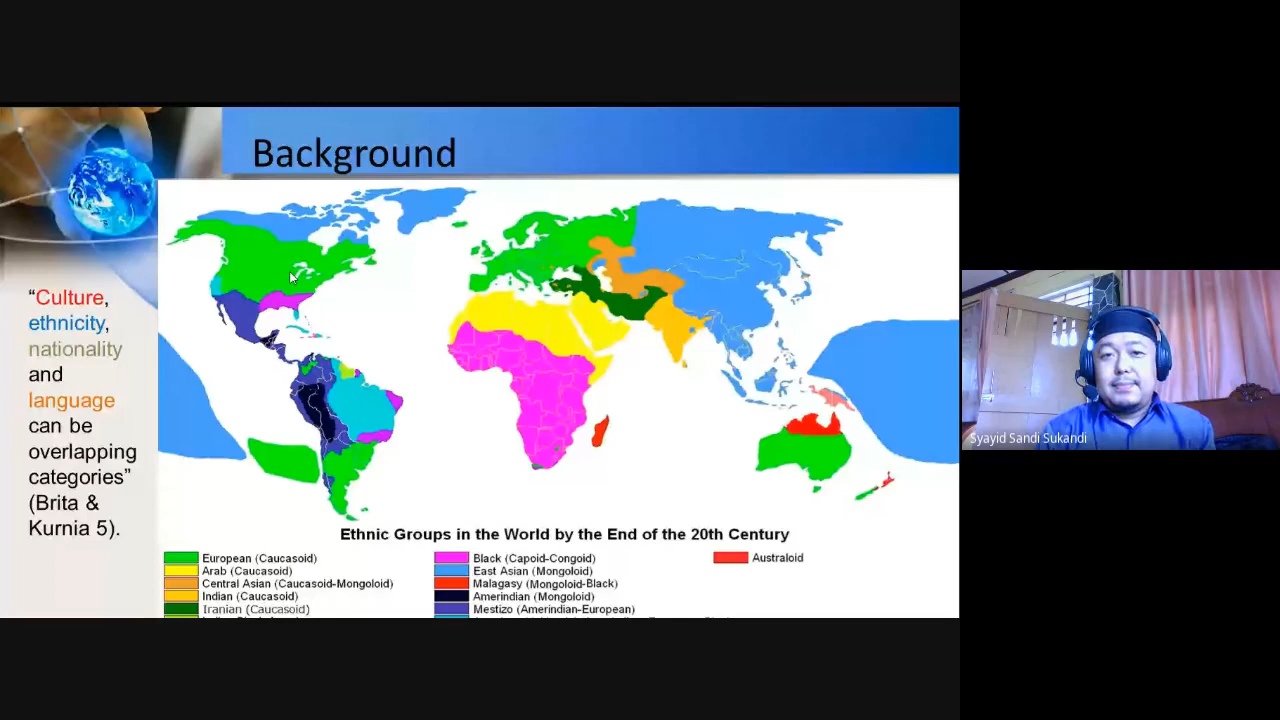 Background
“Culture,
ethnicity,
nationality
and
language
can be
overlapping
categories”
(Brita &
Kurnia 5).
Ethnic Groups in the World by the End of the 20th Century
European (Caucasoid)
Arab (Caucasoid)
Central Asian (Caucasoid-Mongoloid)
Indian (Caucasoid)
Iranian (Caucasoid)
Black (Capoid-Congoid)
East Asian (Mongoloid)
Malagasy (Mongoloid-Black)
Amerindian (Mongoloid)
Mestizo (Amerindian-European)
Australoid
Syayid Sandi Sukandi